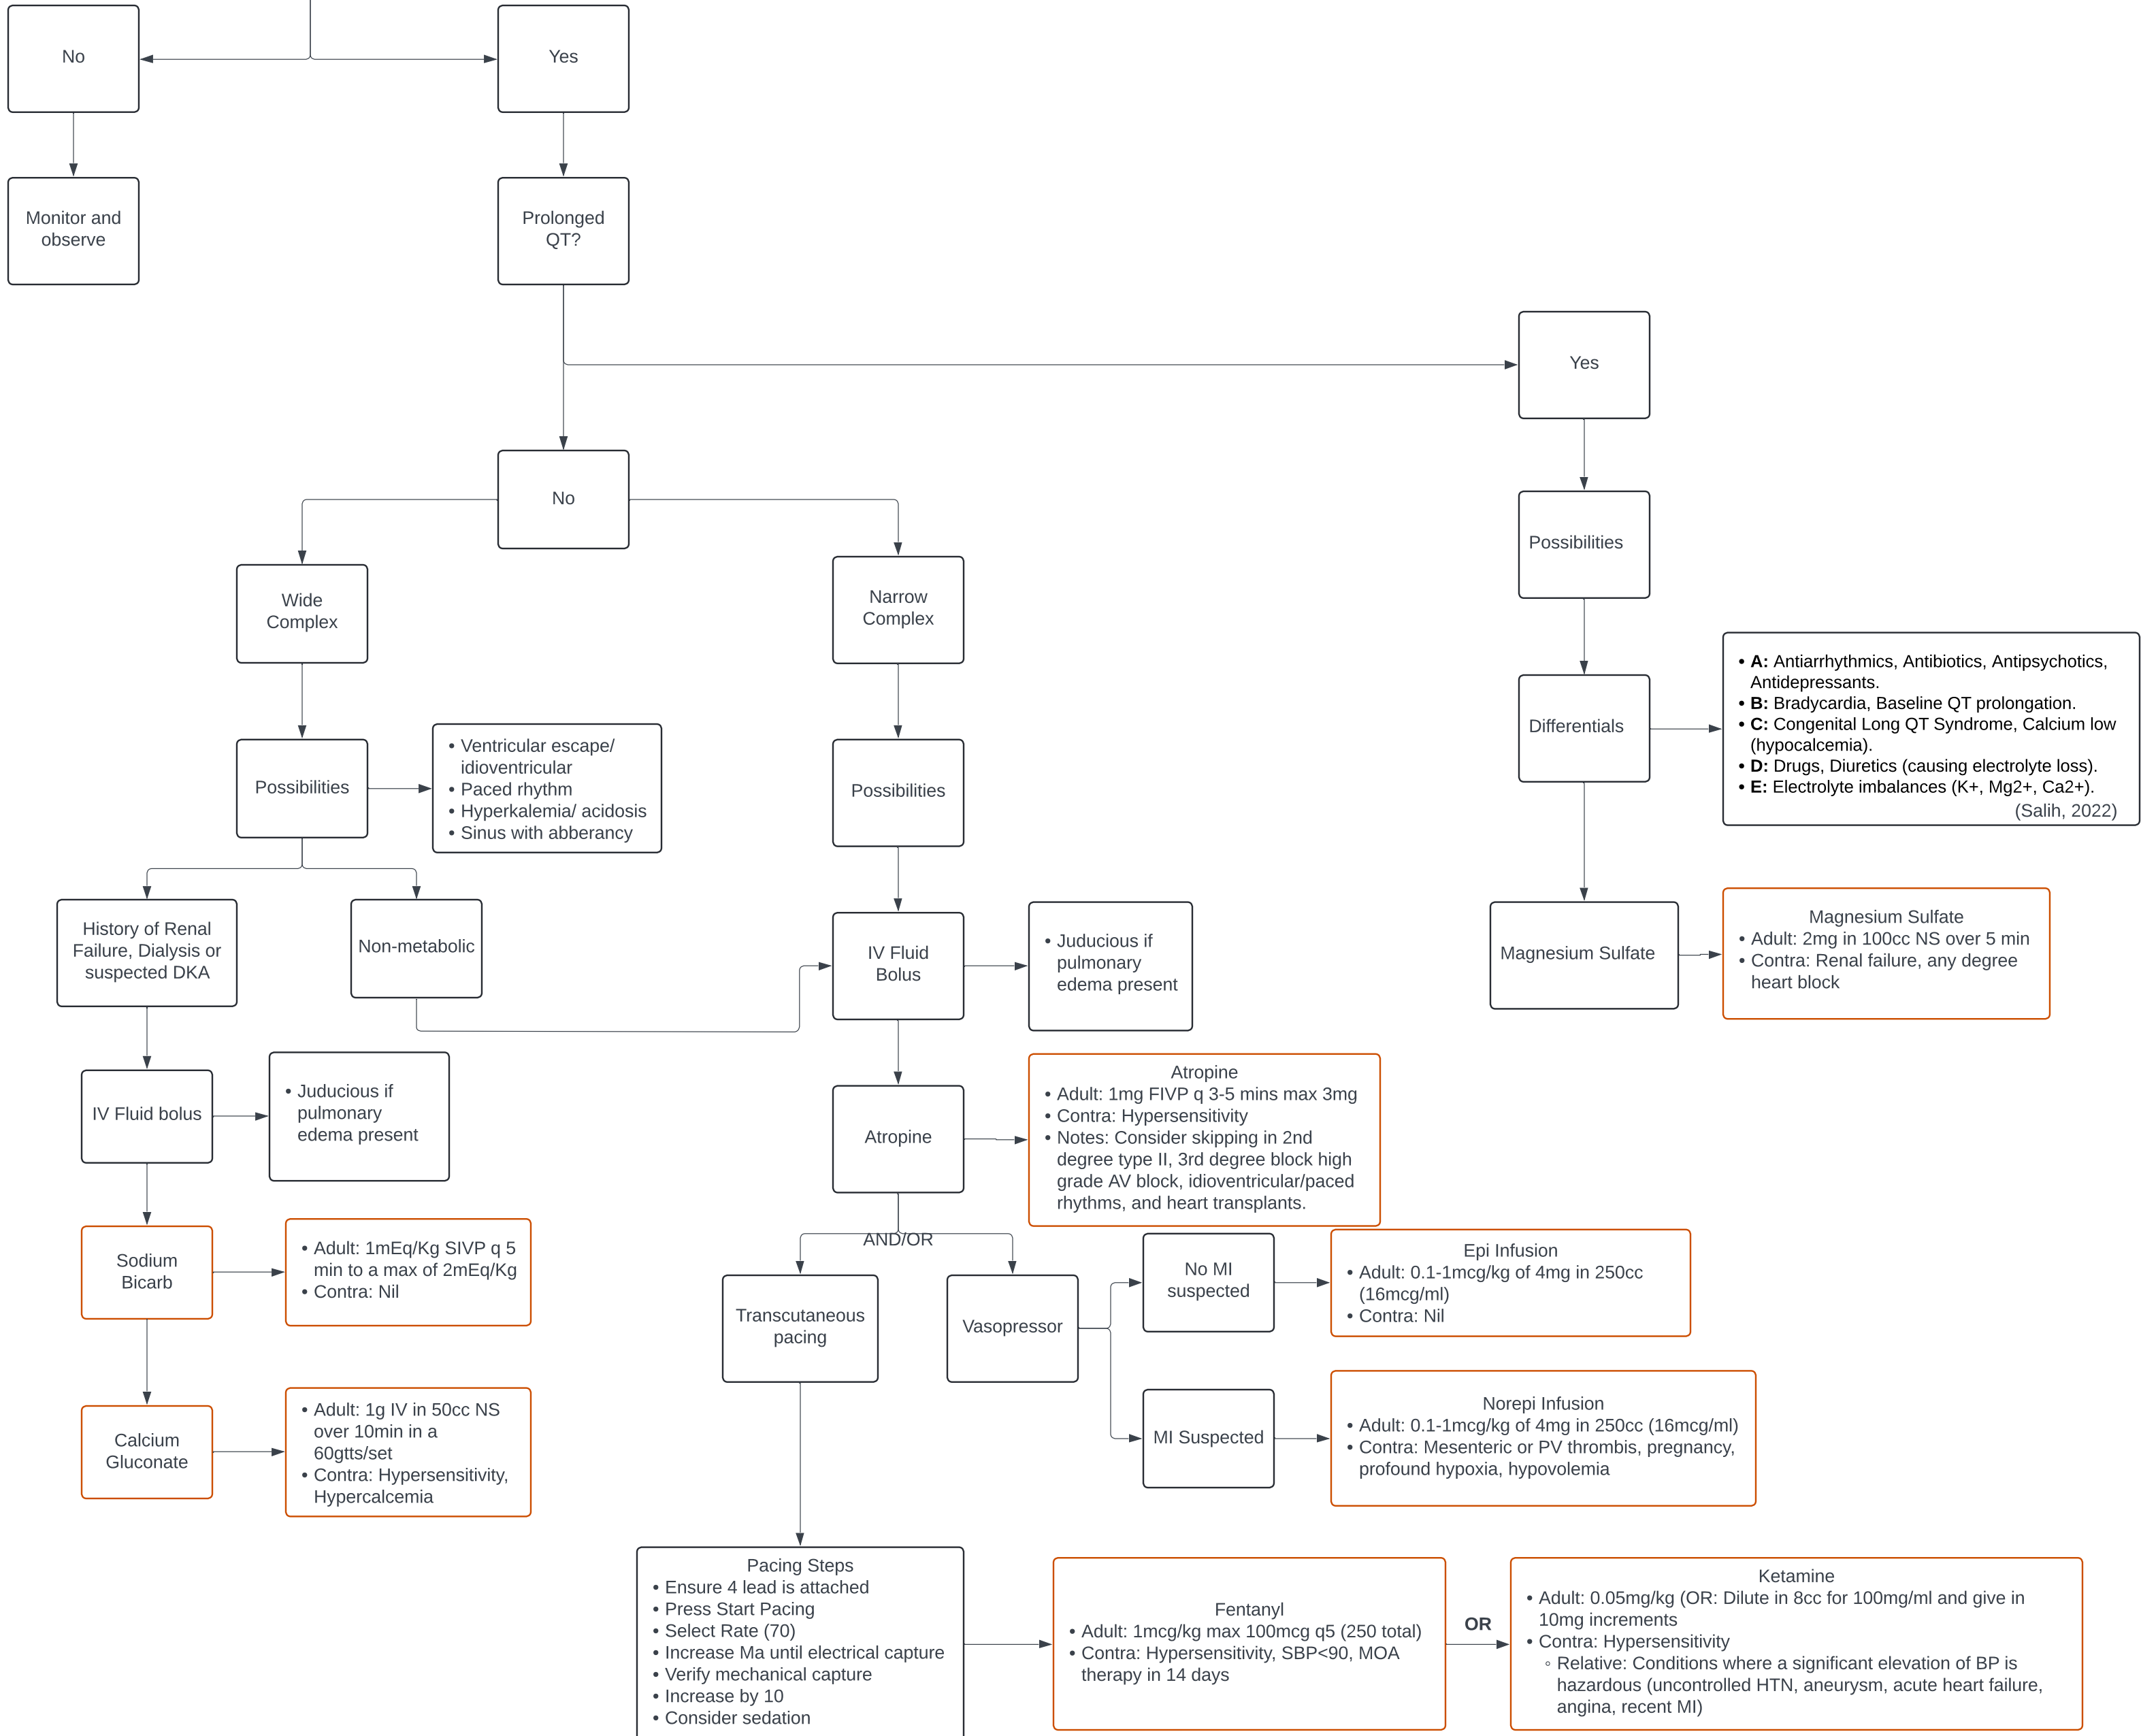 No
Yes
Monitor and
observe
Prolonged
QT?
Yes
No
Possibilities
Wide
Complex
Narrow
Complex
Differentials
• A: Antiarrhythmics, Antibiotics, Antipsychotics,
Antidepressants.
• B: Bradycardia, Baseline QT prolongation.
• C: Congenital Long QT Syndrome, Calcium low
(hypocalcemia).
• D: Drugs, Diuretics (causing electrolyte loss).
• E: Electrolyte imbalances (K+, Mg2+, Ca2+).
(Salih, 2022)
Possibilities
• Ventricular escape/
idioventricular
• Paced rhythm
• Hyperkalemia/ acidosis
• Sinus with abberancy
Possibilities
History of Renal
Failure, Dialysis or
suspected DKA
Non-metabolic
IV Fluid
Bolus
• Juducious if
pulmonary
edema present
Magnesium Sulfate
Magnesium Sulfate
• Adult: 2mg in 100cc NS over 5 min
• Contra: Renal failure, any degree
heart block
IV Fluid bolus
• Juducious if
pulmonary
edema present
Atropine
Atropine
• Adult: 1mg FIVP q 3-5 mins max 3mg
• Contra: Hypersensitivity
• Notes: Consider skipping in 2nd
degree type II, 3rd degree block high
grade AV block, idioventricular/paced
rhythms, and heart transplants.
AND/OR
Sodium
Bicarb
• Adult: 1mEq/Kg SIVP q 5
min to a max of 2mEq/Kg
• Contra: Nil
Transcutaneous
pacing
Vasopressor
No MI
suspected
Epi Infusion
• Adult: 0.1-1mcg/kg of 4mg in 250cc
(16mcg/ml)
• Contra: Nil
MI Suspected
Norepi Infusion
• Adult: 0.1-1mcg/kg of 4mg in 250cc (16mcg/ml)
• Contra: Mesenteric or PV thrombis, pregnancy,
profound hypoxia, hypovolemia
Calcium
Gluconate
• Adult: 1g IV in 50cc NS
over 10min in a
60gtts/set
• Contra: Hypersensitivity,
Hypercalcemia
Pacing Steps
• Ensure 4 lead is attached
• Press Start Pacing
• Select Rate (70)
• Increase Ma until electrical capture
• Verify mechanical capture
• Increase by 10
• Consider sedation
Fentanyl
• Adult: 1mcg/kg max 100mcg q5 (250 total)
• Contra: Hypersensitivity, SBP<90, MOA
therapy in 14 days
OR
Ketamine
• Adult: 0.05mg/kg (OR: Dilute in 8cc for 100mg/ml and give in
10mg increments
• Contra: Hypersensitivity
◦ Relative: Conditions where a significant elevation of BP is
hazardous (uncontrolled HTN, aneurysm, acute heart failure,
angina, recent MI)